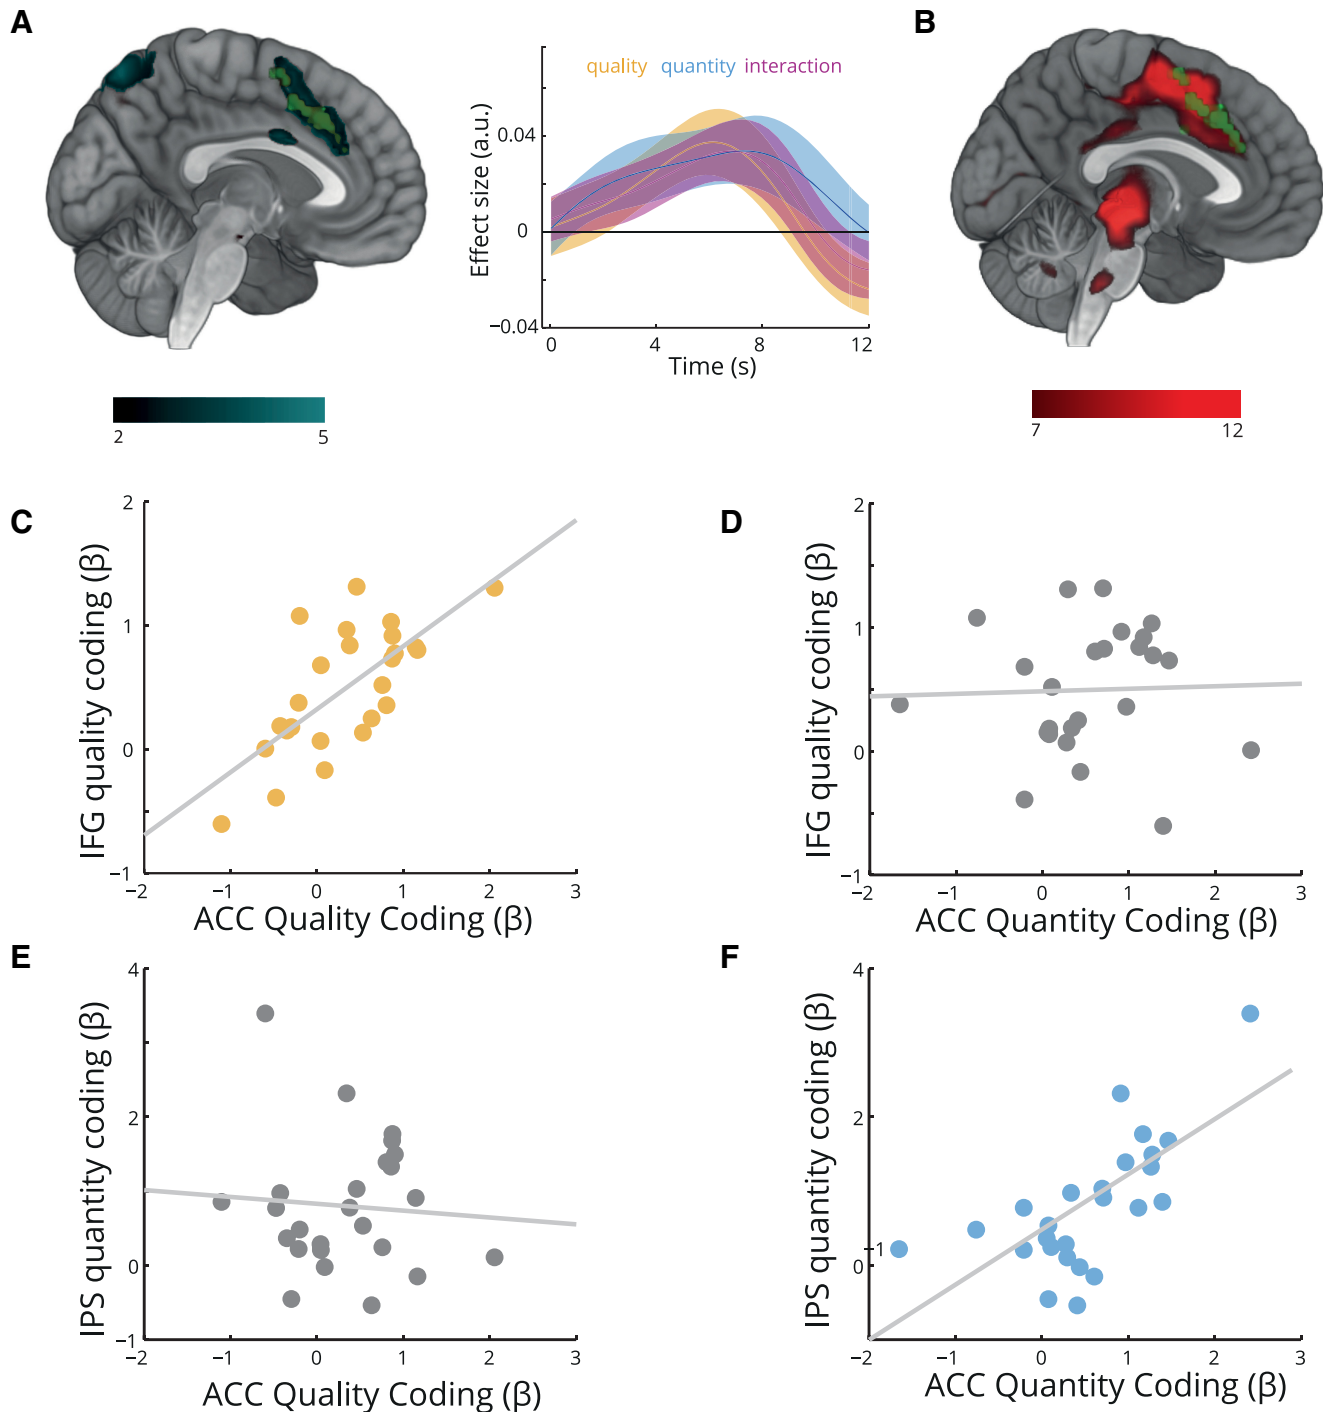 A
B
quality quantity interaction
0.04
0
−0.04
0 4 8 12
Effect size (a.u.)
Time (s)
2 5
7 12
C
2
1
0
−1
−2 −1 0 1 2 3
IFG quality coding (β)
ACC Quality Coding (β)
D
2
1
0
−1
−2 −1 0 1 2 3
IFG quality coding (β)
ACC Quantity Coding (β)
E
4
2
0
−1
−2 −1 0 1 2 3
IPS quantity coding (β)
ACC Quality Coding (β)
F
4
2
−1
0
−2 −1 0 1 2 3
IPS quantity coding (β)
ACC Quantity Coding (β)